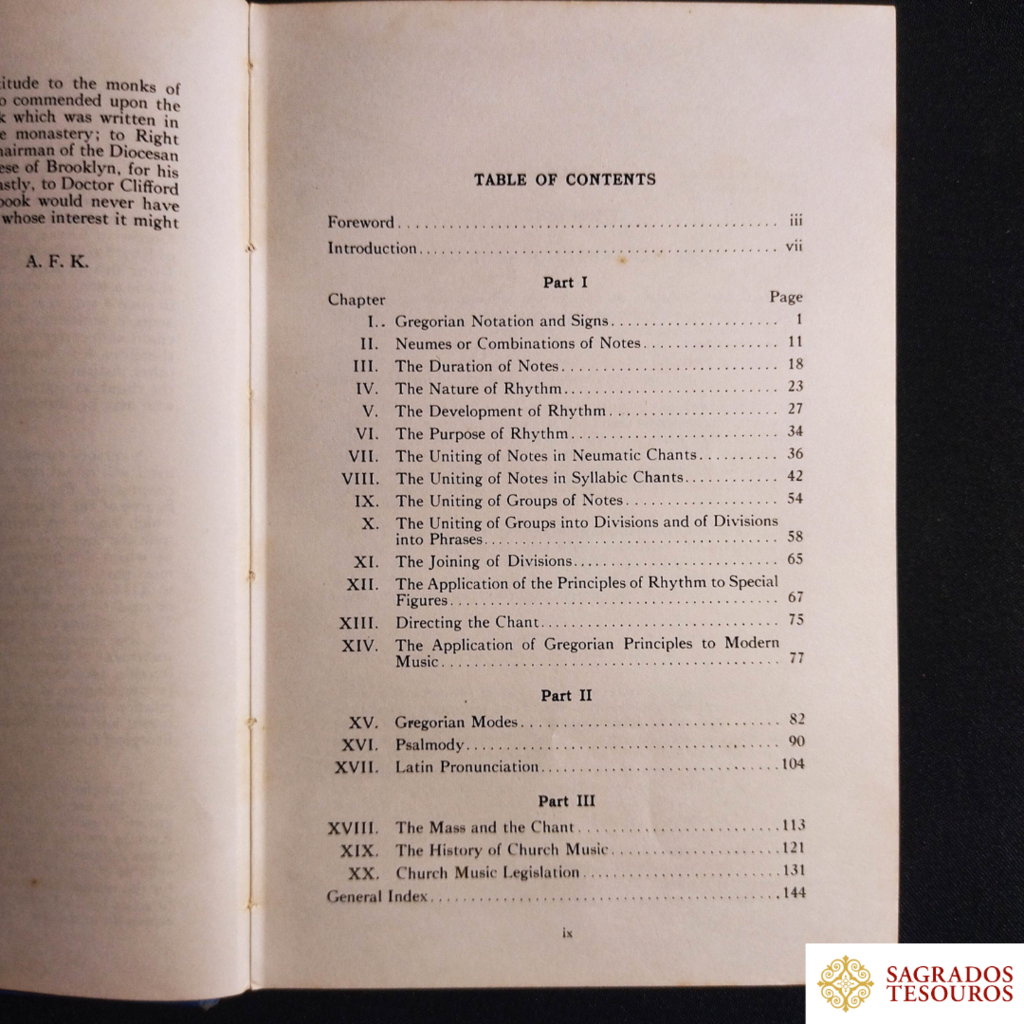 titude to the monks of
commended upon the
which was written in
monastery; to Right
hairman of the Diocesan
ese of Brooklyn, for his
astly, to Doctor Clifford
book would never have
whose interest it might
A. F. K.
TABLE OF CONTENTS
Foreword.......... iii
Introduction.......... vii
Part I
Chapter Page
I.. Gregorian Notation and Signs.......... 1
II. Neumes or Combinations of Notes.......... 11
III. The Duration of Notes.......... 18
IV. The Nature of Rhythm.......... 23
V. The Development of Rhythm.......... 27
VI. The Purpose of Rhythm.......... 34
VII. The Uniting of Notes in Neumatic Chants.......... 36
VIII. The Uniting of Notes in Syllabic Chants.......... 42
IX. The Uniting of Groups of Notes.......... 54
X. The Uniting of Groups into Divisions and of Divisions
into Phrases.......... 58
XI. The Joining of Divisions.......... 65
XII. The Application of the Principles of Rhythm to Special
Figures.......... 67
XIII. Directing the Chant.......... 75
XIV. The Application of Gregorian Principles to Modern
Music.......... 77
Part II
XV. Gregorian Modes.......... 82
XVI. Psalmody.......... 90
XVII. Latin Pronunciation.......... 104
Part III
XVIII. The Mass and the Chant.......... 113
XIX. The History of Church Music.......... 121
XX. Church Music Legislation.......... 131
General Index.......... 144
ix
SAGRADOS
TESOUROS